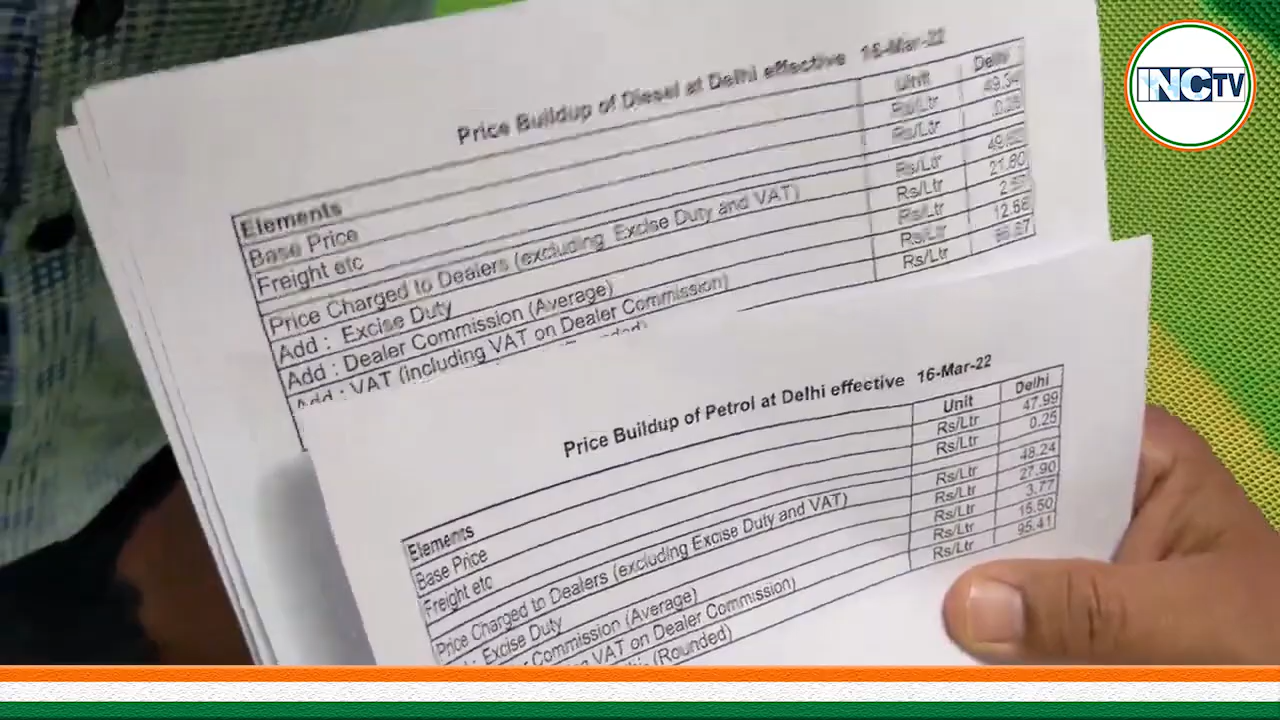 INCTV
Price Buildup of Diesel at Delhi effective 16-Mar-22
Elements Unit Delhi
Base Price Rs/Ltr 49.34
Freight etc Rs/Ltr
Price Charged to Dealers (excluding Excise Duty and VAT) Rs/Ltr
Add : Excise Duty Rs/Ltr 21.80
Add : Dealer Commission (Average) Rs/Ltr
Add : VAT (including VAT on Dealer Commission) Rs/Ltr
Rs/Ltr
Price Buildup of Petrol at Delhi effective 16-Mar-22
Elements Unit Delhi
Base Price Rs/Ltr 47.99
Freight etc Rs/Ltr 0.25
Price Charged to Dealers (excluding Excise Duty and VAT) Rs/Ltr 48.24
: Excise Duty Rs/Ltr 27.90
Commission (Average) Rs/Ltr 3.77
VAT on Dealer Commission) Rs/Ltr 15.50
(Rounded) Rs/Ltr 95.41